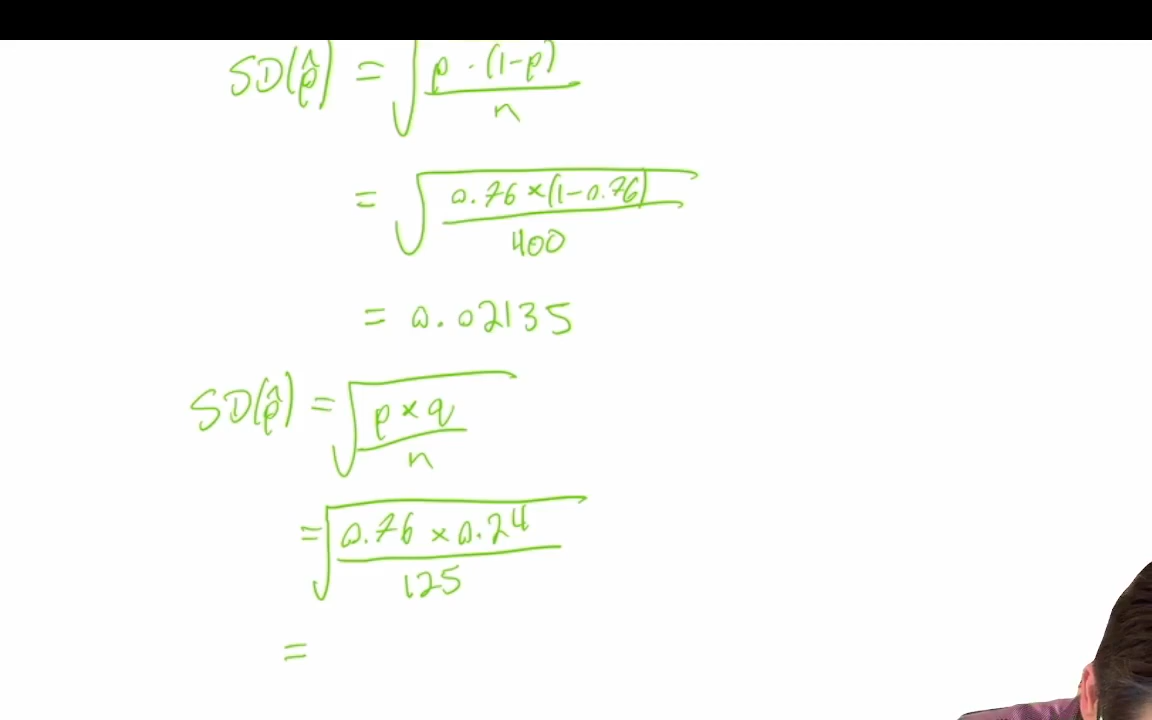 SD(p̂) = √(p · (1-p) / n)
= √(0.76 × (1-0.76) / 400)
= 0.02135
SD(p̂) = √(p × q / n)
= √(0.76 × 0.24 / 125)
=